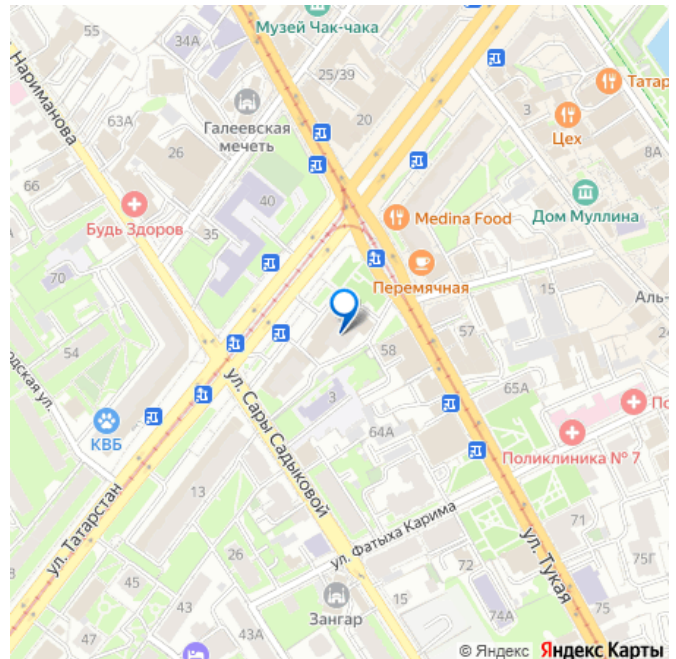 Музей Чак-чака
55
34А
Нариманова
25/39
Татар
63А
Галеевская
мечеть
20
3
Цех
26
8А
66
40
Дом Муллина
Будь Здоров
35
Medina Food
Перемячная
70
15
Аль-
54
57
58
одская ул.
ул. Сары Садыковой
3
65А
По
КВБ
64А
Поликлиника № 7
13
ул. Татарстан
ул. Фатыха Карима
71
ул. Тукая
26
72
75Г
45
43
Зангар
15
74А
75
47
43А
© Яндекс Яндекс Карты